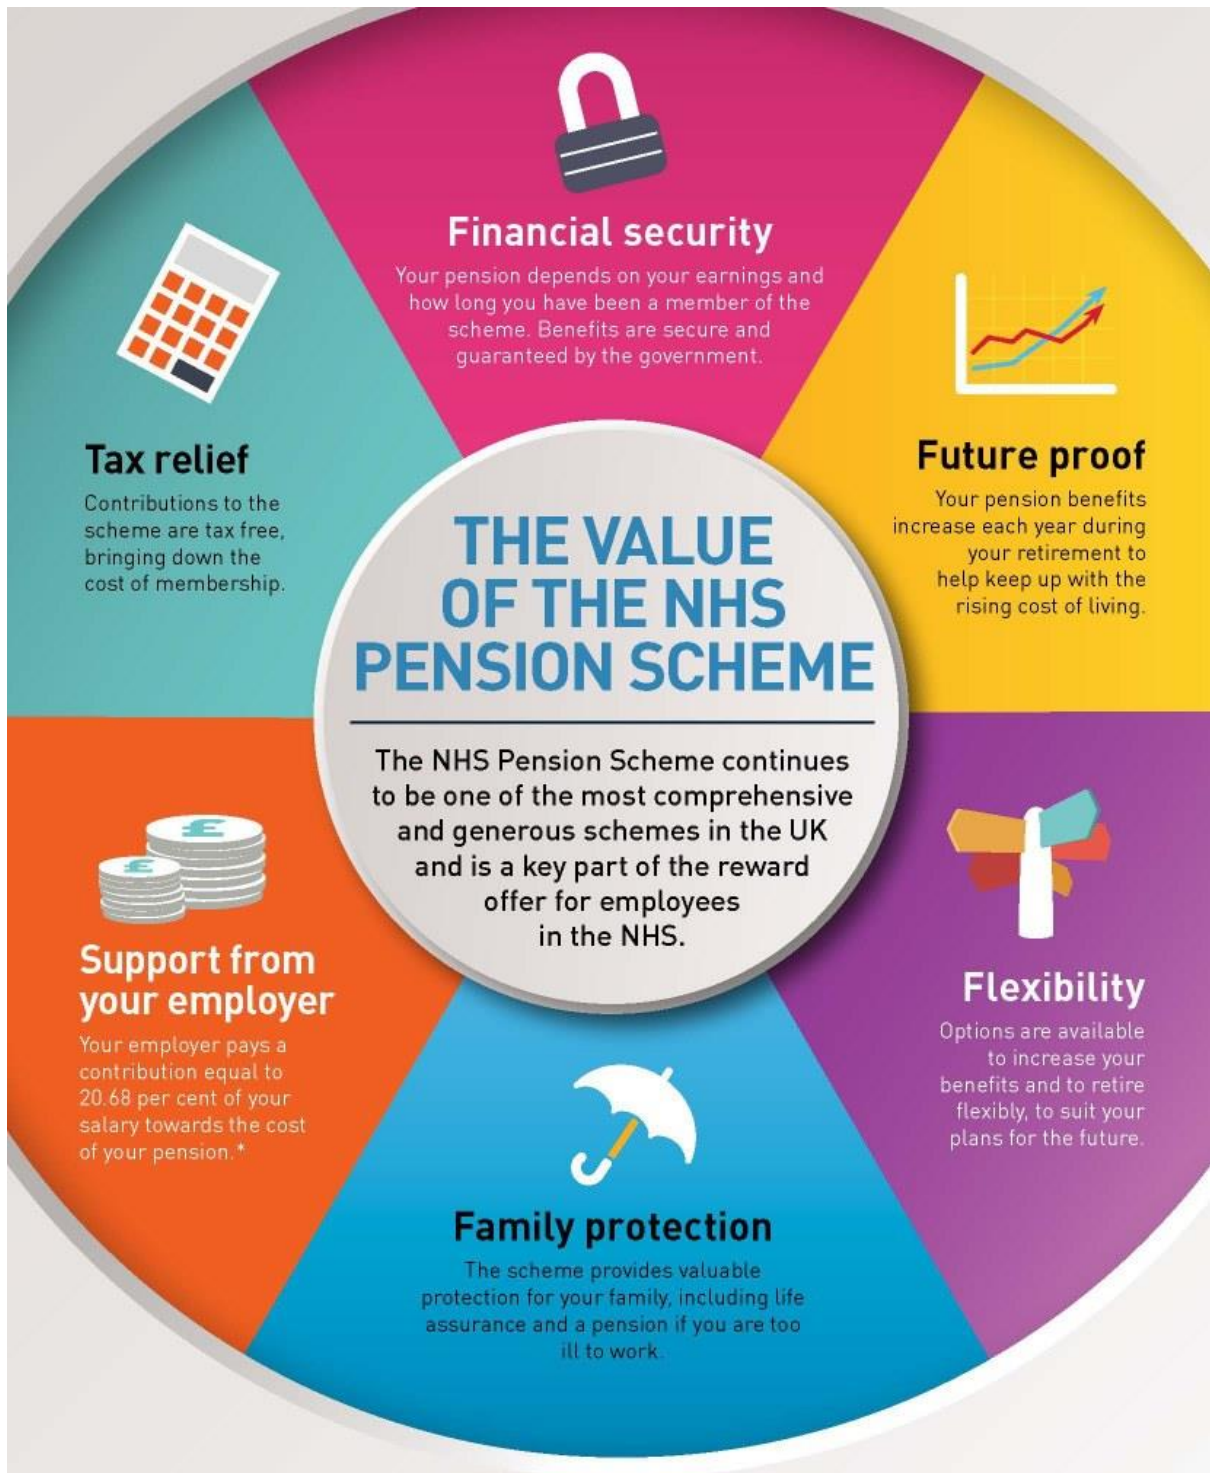 Financial security
Your pension depends on your earnings and
how long you have been a member of the
scheme. Benefits are secure and
guaranteed by the government.
Tax relief
Contributions to the
scheme are tax free,
bringing down the
cost of membership.
Future proof
Your pension benefits
increase each year during
your retirement to
help keep up with the
rising cost of living.
THE VALUE
OF THE NHS
PENSION SCHEME
The NHS Pension Scheme continues
to be one of the most comprehensive
and generous schemes in the UK
and is a key part of the reward
offer for employees
in the NHS.
£
£
Support from
your employer
Your employer pays a
contribution equal to
20.68 per cent of your
salary towards the cost
of your pension.*
Flexibility
Options are available
to increase your
benefits and to retire
flexibly, to suit your
plans for the future.
Family protection
The scheme provides valuable
protection for your family, including life
assurance and a pension if you are too
ill to work.